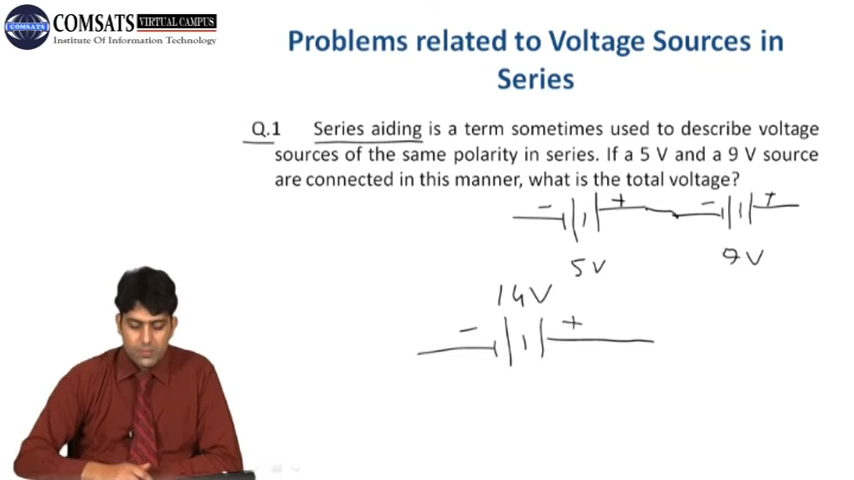 COMSATS VIRTUAL CAMPUS
Institute Of Information Technology
COMSATS
Problems related to Voltage Sources in
Series
Q.1 Series aiding is a term sometimes used to describe voltage
sources of the same polarity in series. If a 5 V and a 9 V source
are connected in this manner, what is the total voltage?
- + - +
5V 9V
14V
- +